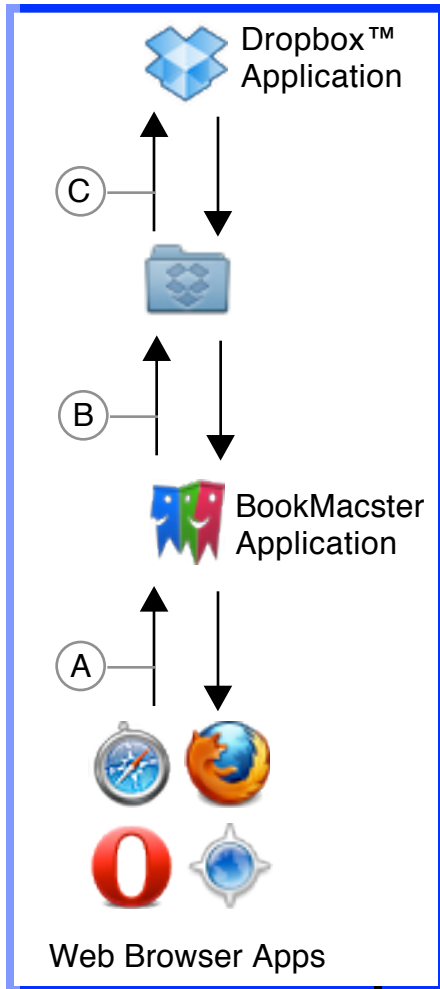 Dropbox™
Application
C
B
BookMacster
Application
A
Web Browser Apps